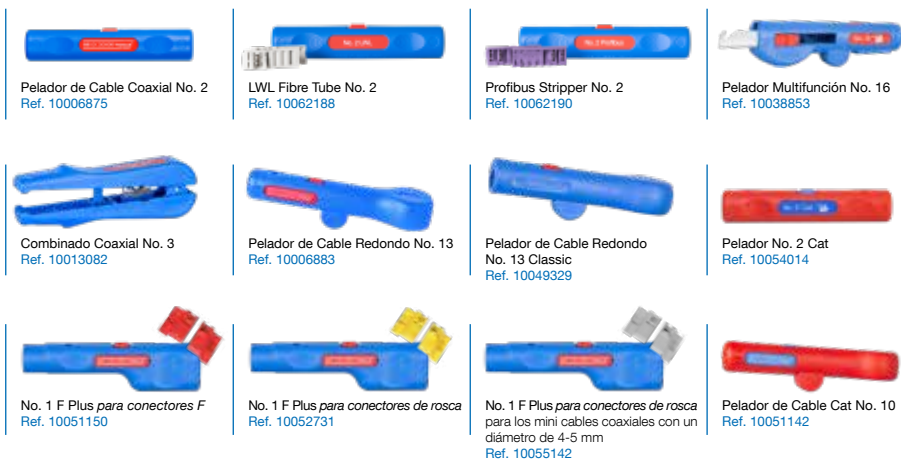 Pelador de Cable Coaxial No. 2
Ref. 10006875
LWL Fibre Tube No. 2
Ref. 10062188
Profibus Stripper No. 2
Ref. 10062190
Pelador Multifunción No. 16
Ref. 10038853
Combinado Coaxial No. 3
Ref. 10013082
Pelador de Cable Redondo No. 13
Ref. 10006883
Pelador de Cable Redondo
No. 13 Classic
Ref. 10049329
No. 2 Cat
Pelador No. 2 Cat
Ref. 10054014
No. 1 F Plus para conectores F
Ref. 10051150
No. 1 F Plus para conectores de rosca
Ref. 10052731
No. 1 F Plus para conectores de rosca
para los mini cables coaxiales con un
diámetro de 4-5 mm
Ref. 10055142
Pelador de Cable Cat No. 10
Ref. 10051142